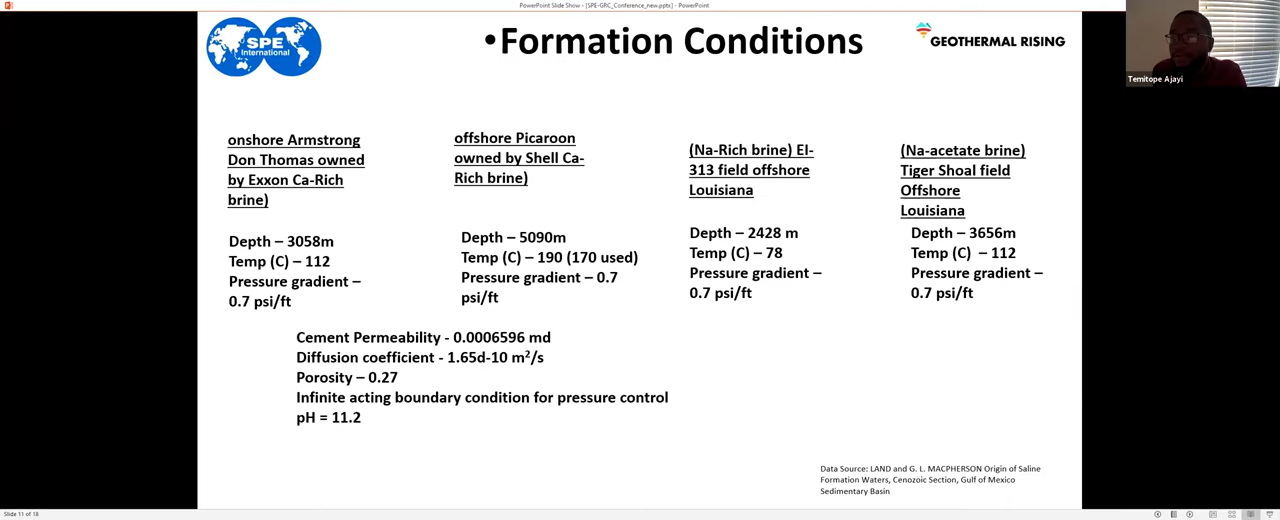 PowerPoint Slide Show - [SPE-GRC_Conference_new.pptx] - PowerPoint
•Formation Conditions
SPE
International
GEOTHERMAL RISING
Temitope Ajayi
onshore Armstrong
Don Thomas owned
by Exxon Ca-Rich
brine)
Depth – 3058m
Temp (C) – 112
Pressure gradient –
0.7 psi/ft
offshore Picaroon
owned by Shell Ca-
Rich brine)
Depth – 5090m
Temp (C) – 190 (170 used)
Pressure gradient – 0.7
psi/ft
(Na-Rich brine) EI-
313 field offshore
Louisiana
Depth – 2428 m
Temp (C) – 78
Pressure gradient –
0.7 psi/ft
(Na-acetate brine)
Tiger Shoal field
Offshore
Louisiana
Depth – 3656m
Temp (C) – 112
Pressure gradient –
0.7 psi/ft
Cement Permeability - 0.0006596 md
Diffusion coefficient - 1.65d-10 m²/s
Porosity – 0.27
Infinite acting boundary condition for pressure control
pH = 11.2
Data Source: LAND and G. L. MACPHERSON Origin of Saline
Formation Waters, Cenozoic Section, Gulf of Mexico
Sedimentary Basin
Slide 11 of 18